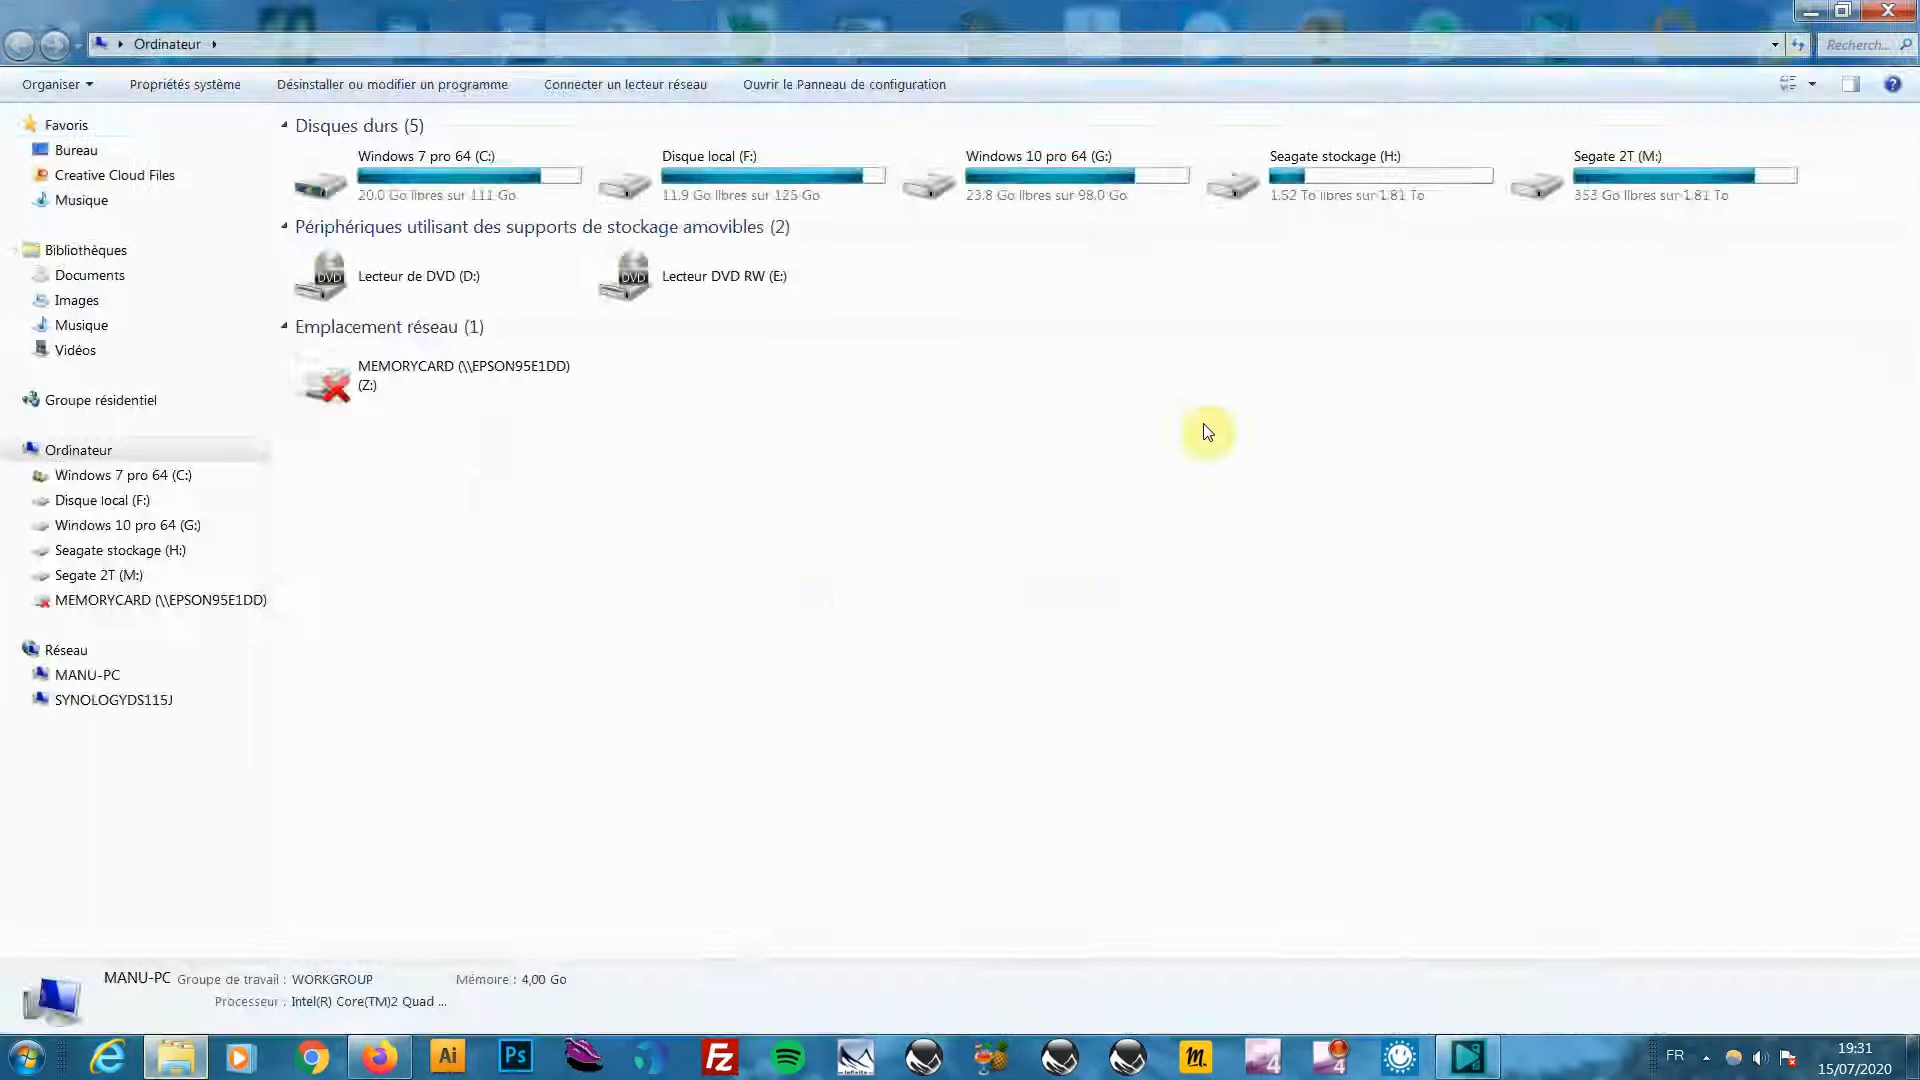 Ordinateur
Recherch...
Organiser
Propriétés système
Désinstaller ou modifier un programme
Connecter un lecteur réseau
Ouvrir le Panneau de configuration
Favoris
Bureau
Creative Cloud Files
Musique
Bibliothèques
Documents
Images
Musique
Vidéos
Groupe résidentiel
Ordinateur
Windows 7 pro 64 (C:)
Disque local (F:)
Windows 10 pro 64 (G:)
Seagate stockage (H:)
Segate 2T (M:)
MEMORYCARD (\\EPSON95E1DD)
Réseau
MANU-PC
SYNOLOGYDS115J
Disques durs (5)
Windows 7 pro 64 (C:)
20,0 Go libres sur 111 Go
Disque local (F:)
11,9 Go libres sur 125 Go
Windows 10 pro 64 (G:)
23,8 Go libres sur 98,0 Go
Seagate stockage (H:)
1,52 To libres sur 1,81 To
Segate 2T (M:)
353 Go libres sur 1,81 To
Périphériques utilisant des supports de stockage amovibles (2)
DVD
Lecteur de DVD (D:)
DVD
Lecteur DVD RW (E:)
Emplacement réseau (1)
MEMORYCARD (\\EPSON95E1DD)
(Z:)
MANU-PC
Groupe de travail : WORKGROUP
Mémoire : 4,00 Go
Processeur : Intel(R) Core(TM)2 Quad ...
Ai
Ps
FZ
m.
4
4
FR
19:31
15/07/2020